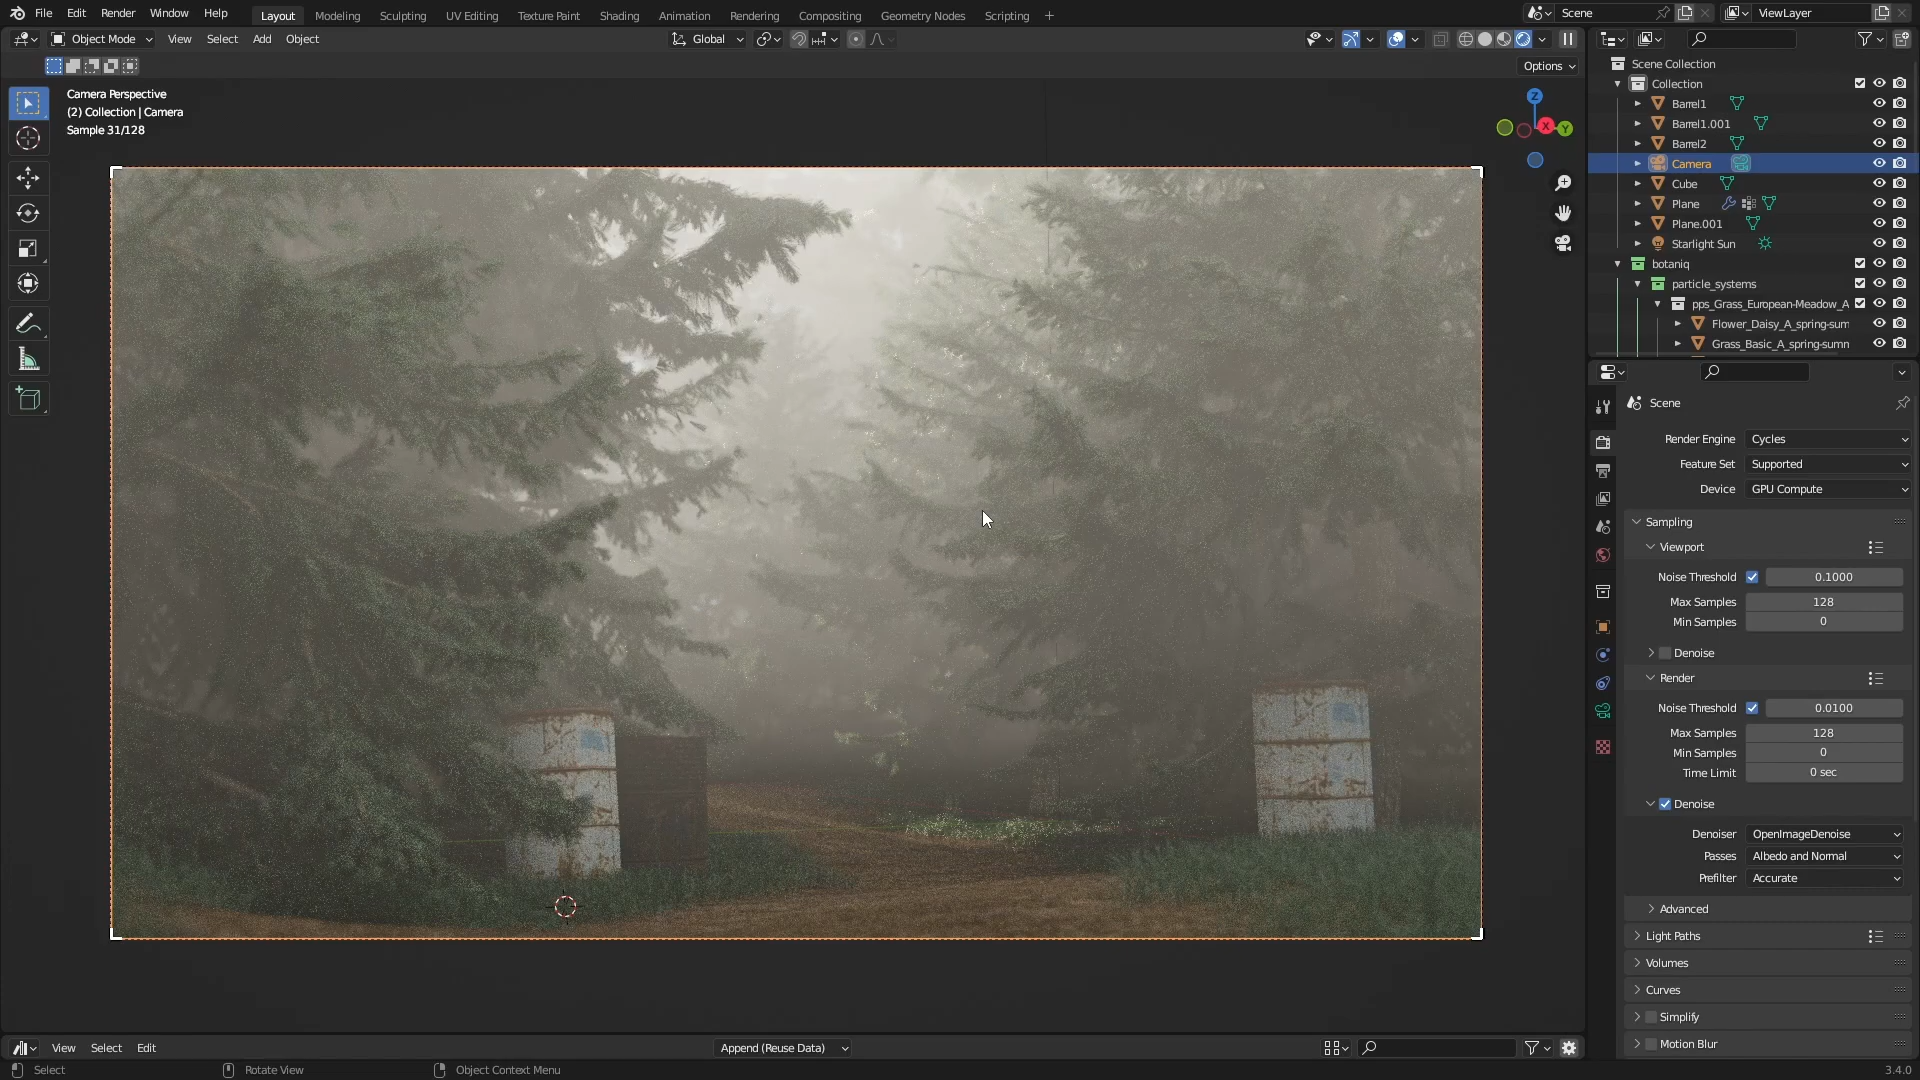 File Edit Render Window Help Layout Modeling Sculpting UV Editing Texture Paint Shading Animation Rendering Compositing Geometry Nodes Scripting + Scene ViewLayer
Object Mode View Select Add Object Global
Options
Camera Perspective
(2) Collection | Camera
Sample 31/128
Z
X
Y
Scene Collection
Collection
Barrel1
Barrel1.001
Barrel2
Camera
Cube
Plane
Plane.001
Starlight Sun
botaniq
particle_systems
pps_Grass_European-Meadow_A
Flower_Daisy_A_spring-sum
Grass_Basic_A_spring-sumn
Scene
Render Engine Cycles
Feature Set Supported
Device GPU Compute
Sampling
Viewport
Noise Threshold 0.1000
Max Samples 128
Min Samples 0
Denoise
Render
Noise Threshold 0.0100
Max Samples 128
Min Samples 0
Time Limit 0 sec
Denoise
Denoiser OpenImageDenoise
Passes Albedo and Normal
Prefilter Accurate
Advanced
Light Paths
Volumes
Curves
Simplify
Motion Blur
View Select Edit Append (Reuse Data)
Select Rotate View Object Context Menu 3.4.0